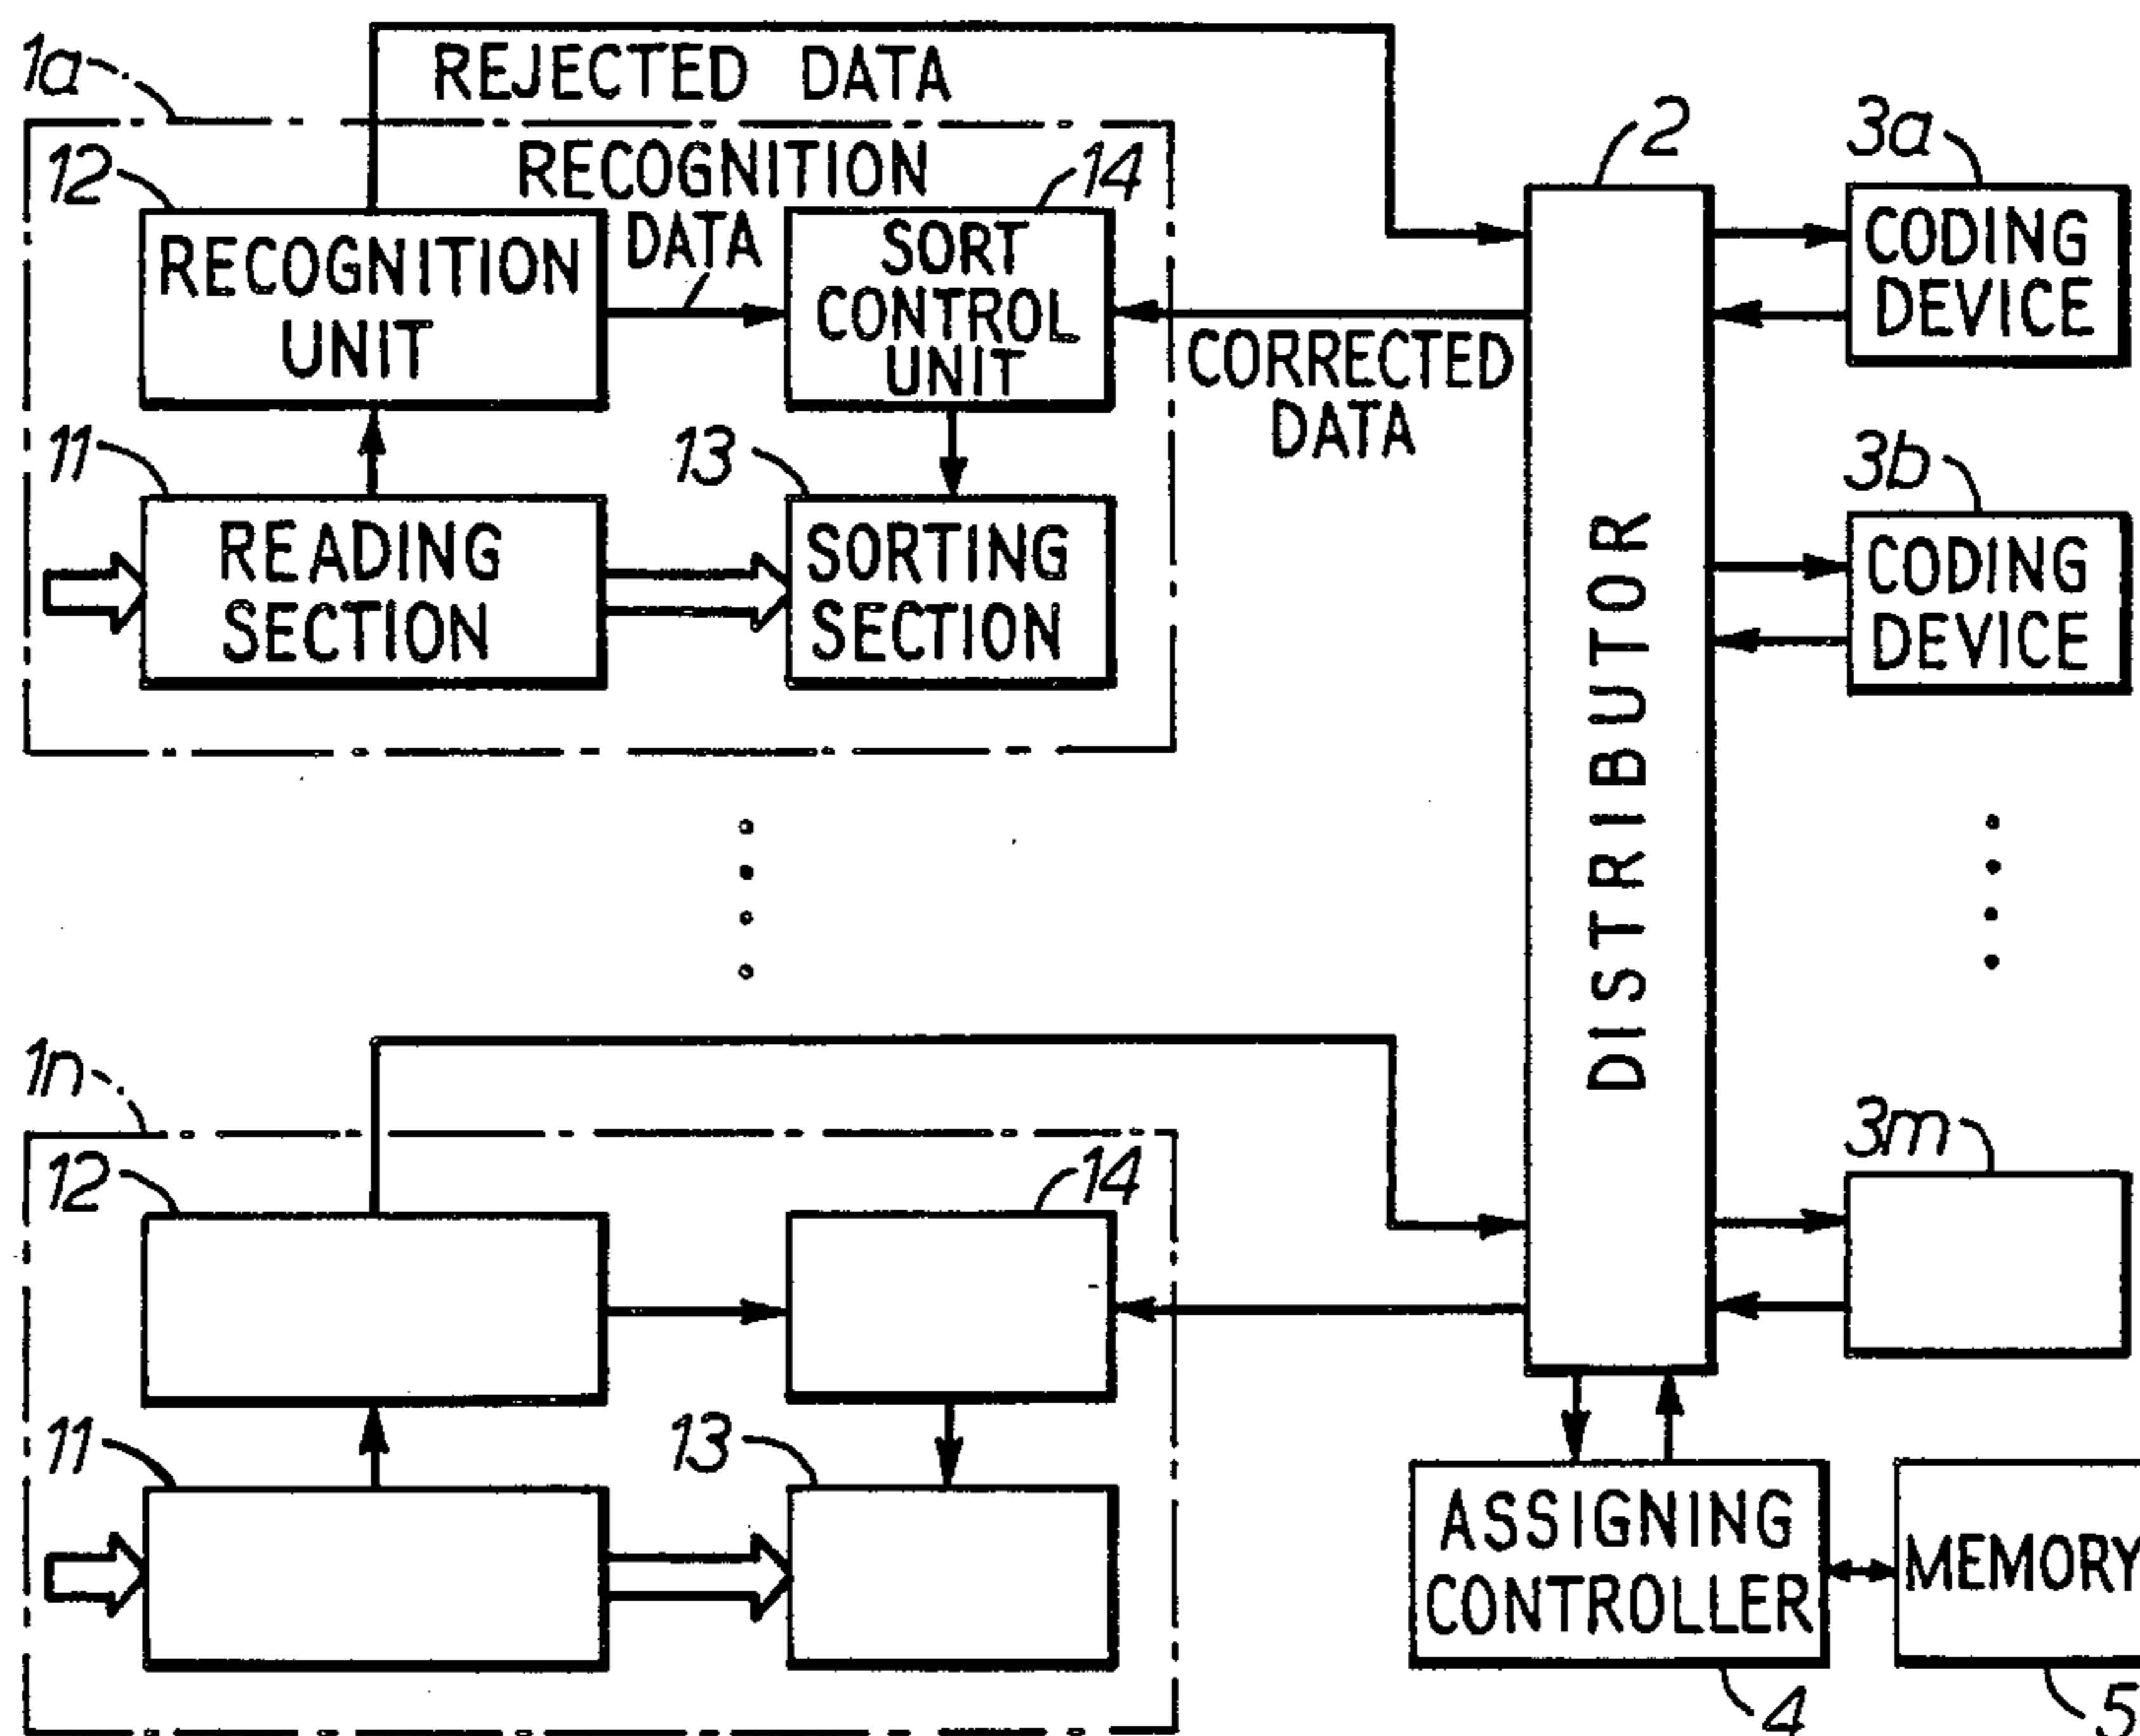 1a
REJECTED DATA
12
RECOGNITION
DATA
14
RECOGNITION
UNIT
SORT
CONTROL
UNIT
CORRECTED
DATA
11
READING
SECTION
13
SORTING
SECTION
2
DISTRIBUTOR
3a
CODING
DEVICE
3b
CODING
DEVICE
1n
12
14
11
13
3m
ASSIGNING
CONTROLLER
4
MEMORY
5